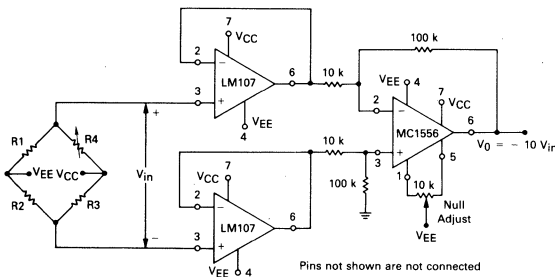 7
VCC
2
−
LM107
6
3
+
4
VEE
100 k
10 k
VEE
4
7
VCC
2
−
MC1556
6
V0 = − 10 Vin
3
+
5
1
10 k
Null
Adjust
VEE
R1
R4
VEE VCC
R2
R3
+
Vin
−
7
VCC
2
−
LM107
6
3
+
VEE
4
10 k
100 k
Pins not shown are not connected